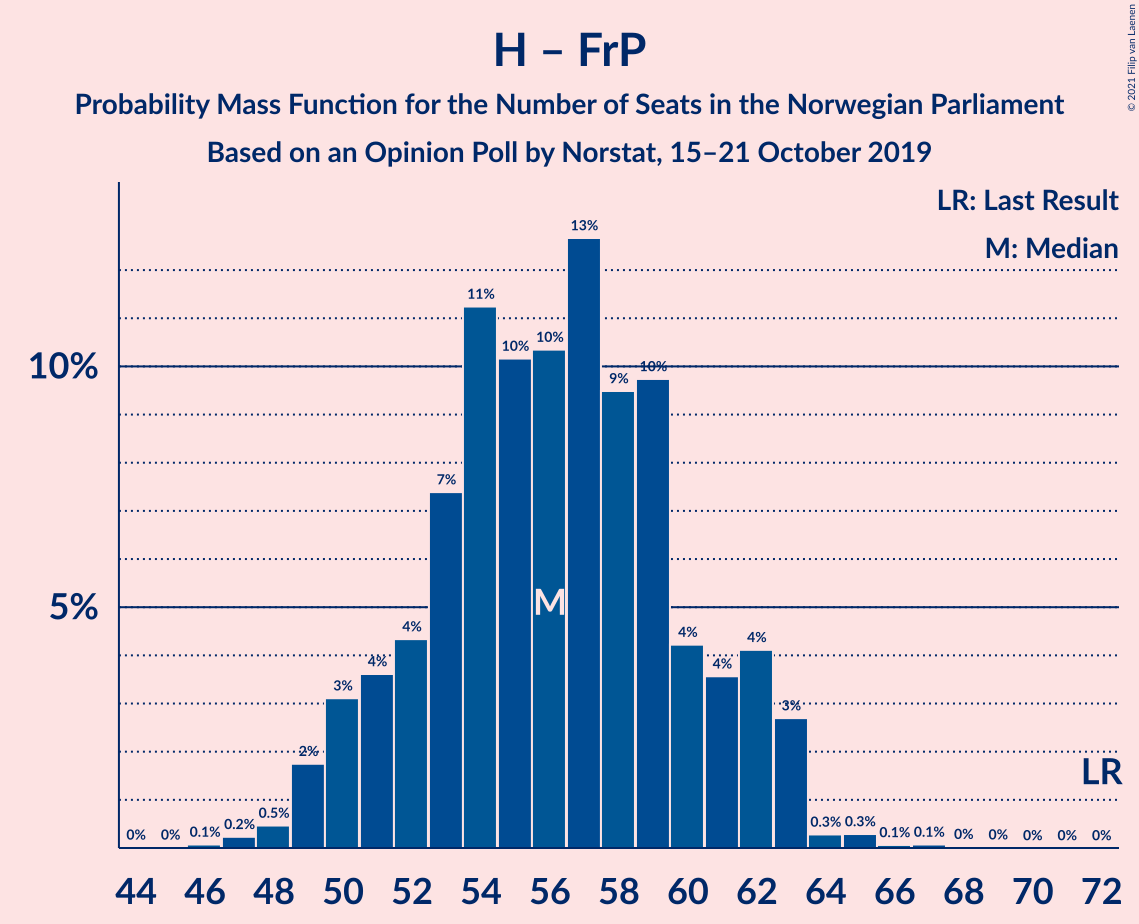 © 2021 Filip van Laenen
H – FrP
Probability Mass Function for the Number of Seats in the Norwegian Parliament
Based on an Opinion Poll by Norstat, 15–21 October 2019
LR: Last Result
M: Median
10%
5%
0% 0% 0.1% 0.2% 0.5% 2% 3% 4% 4% 7% 11% 10% 10% 13% 9% 10% 4% 4% 4% 3% 0.3% 0.3% 0.1% 0.1% 0% 0% 0% 0% 0%
M
LR
44 46 48 50 52 54 56 58 60 62 64 66 68 70 72